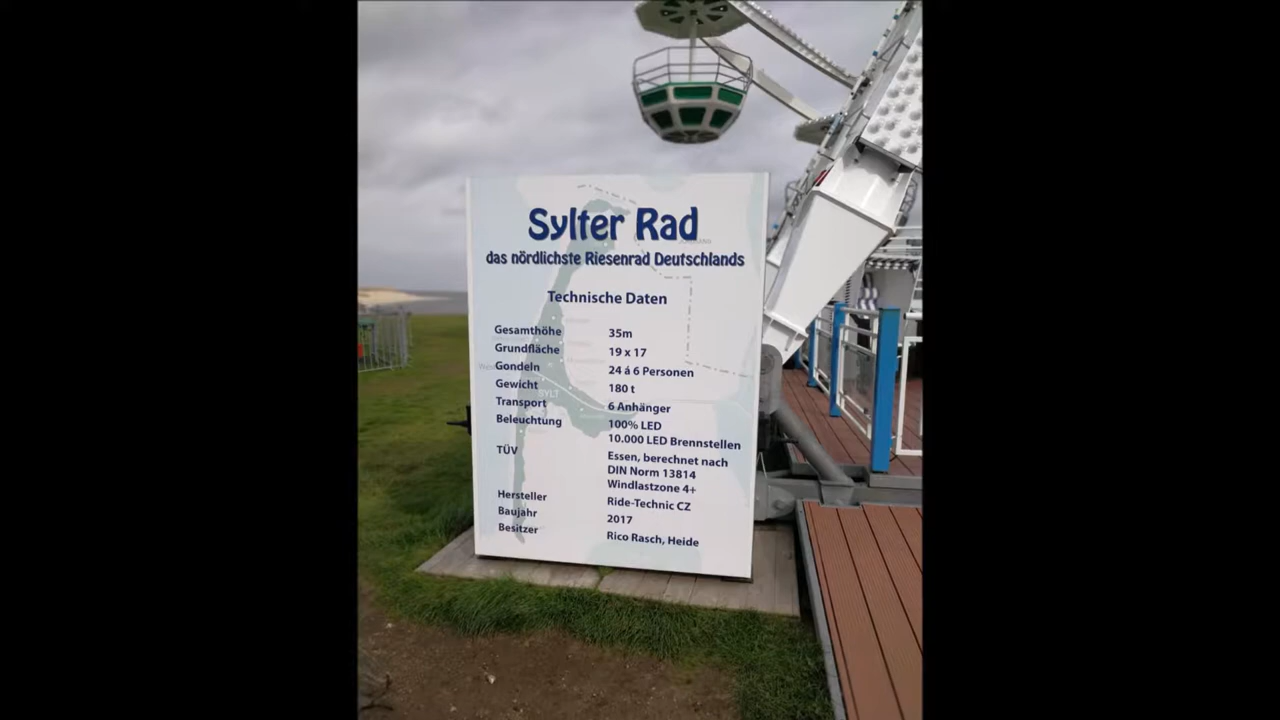 Sylter Rad
das nördlichste Riesenrad Deutschlands
Technische Daten
Gesamthöhe 35m
Grundfläche 19 x 17
Gondeln 24 á 6 Personen
Gewicht 180 t
Transport 6 Anhänger
Beleuchtung 100% LED
10.000 LED Brennstellen
TÜV Essen, berechnet nach
DIN Norm 13814
Windlastzone 4+
Hersteller Ride-Technic CZ
Baujahr 2017
Besitzer Rico Rasch, Heide
SYLT